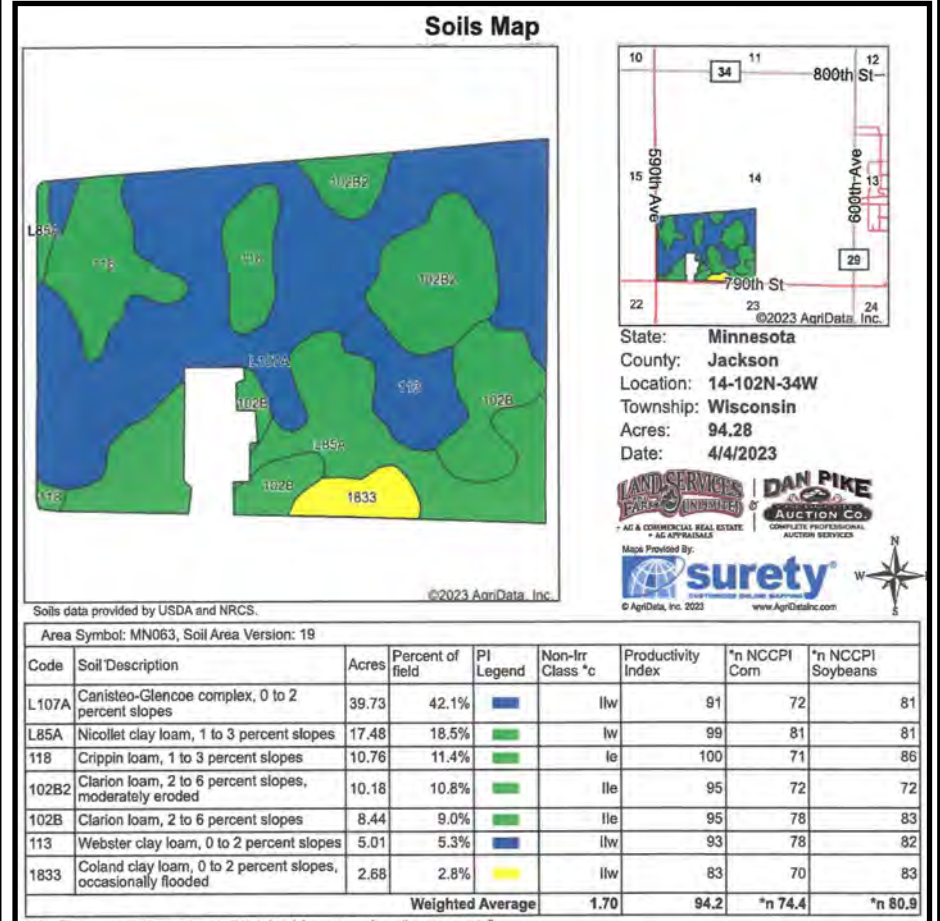 Soils Map
102B2
L85A
118
118
102B2
L107A
113
102B
102B
L85A
102B
1833
118
©2023 AgriData, Inc.
Soils data provided by USDA and NRCS.
10
11
12
34
800th St
590th Ave
600th Ave
15
14
13
29
790th St
22
23
24
©2023 AgriData, Inc.
State: Minnesota
County: Jackson
Location: 14-102N-34W
Township: Wisconsin
Acres: 94.28
Date: 4/4/2023
LAND SERVICES
FARM UNLIMITED
&
• AG & COMMERCIAL REAL ESTATE
• AG APPRAISALS
DAN PIKE
AUCTION CO.
COMPLETE PROFESSIONAL
AUCTION SERVICES
Maps Provided By:
surety®
CUSTOMIZED ONLINE MAPPING
© AgriData, Inc. 2023 www.AgriDataInc.com
N
W E
S
Area Symbol: MN063, Soil Area Version: 19
Code Soil Description Acres Percent of field PI Legend Non-Irr Class *c Productivity Index *n NCCPI Corn *n NCCPI Soybeans
L107A Canisteo-Glencoe complex, 0 to 2 percent slopes 39.73 42.1% IIw 91 72 81
L85A Nicollet clay loam, 1 to 3 percent slopes 17.48 18.5% Iw 99 81 81
118 Crippin loam, 1 to 3 percent slopes 10.76 11.4% Ie 100 71 86
102B2 Clarion loam, 2 to 6 percent slopes, moderately eroded 10.18 10.8% IIe 95 72 72
102B Clarion loam, 2 to 6 percent slopes 8.44 9.0% IIe 95 78 83
113 Webster clay loam, 0 to 2 percent slopes 5.01 5.3% IIw 93 78 82
1833 Coland clay loam, 0 to 2 percent slopes, occasionally flooded 2.68 2.8% IIw 83 70 83
Weighted Average 1.70 94.2 *n 74.4 *n 80.9